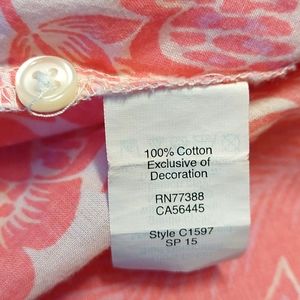 100% Cotton
Exclusive of
Decoration
RN77388
CA56445
Style C1597
SP 15